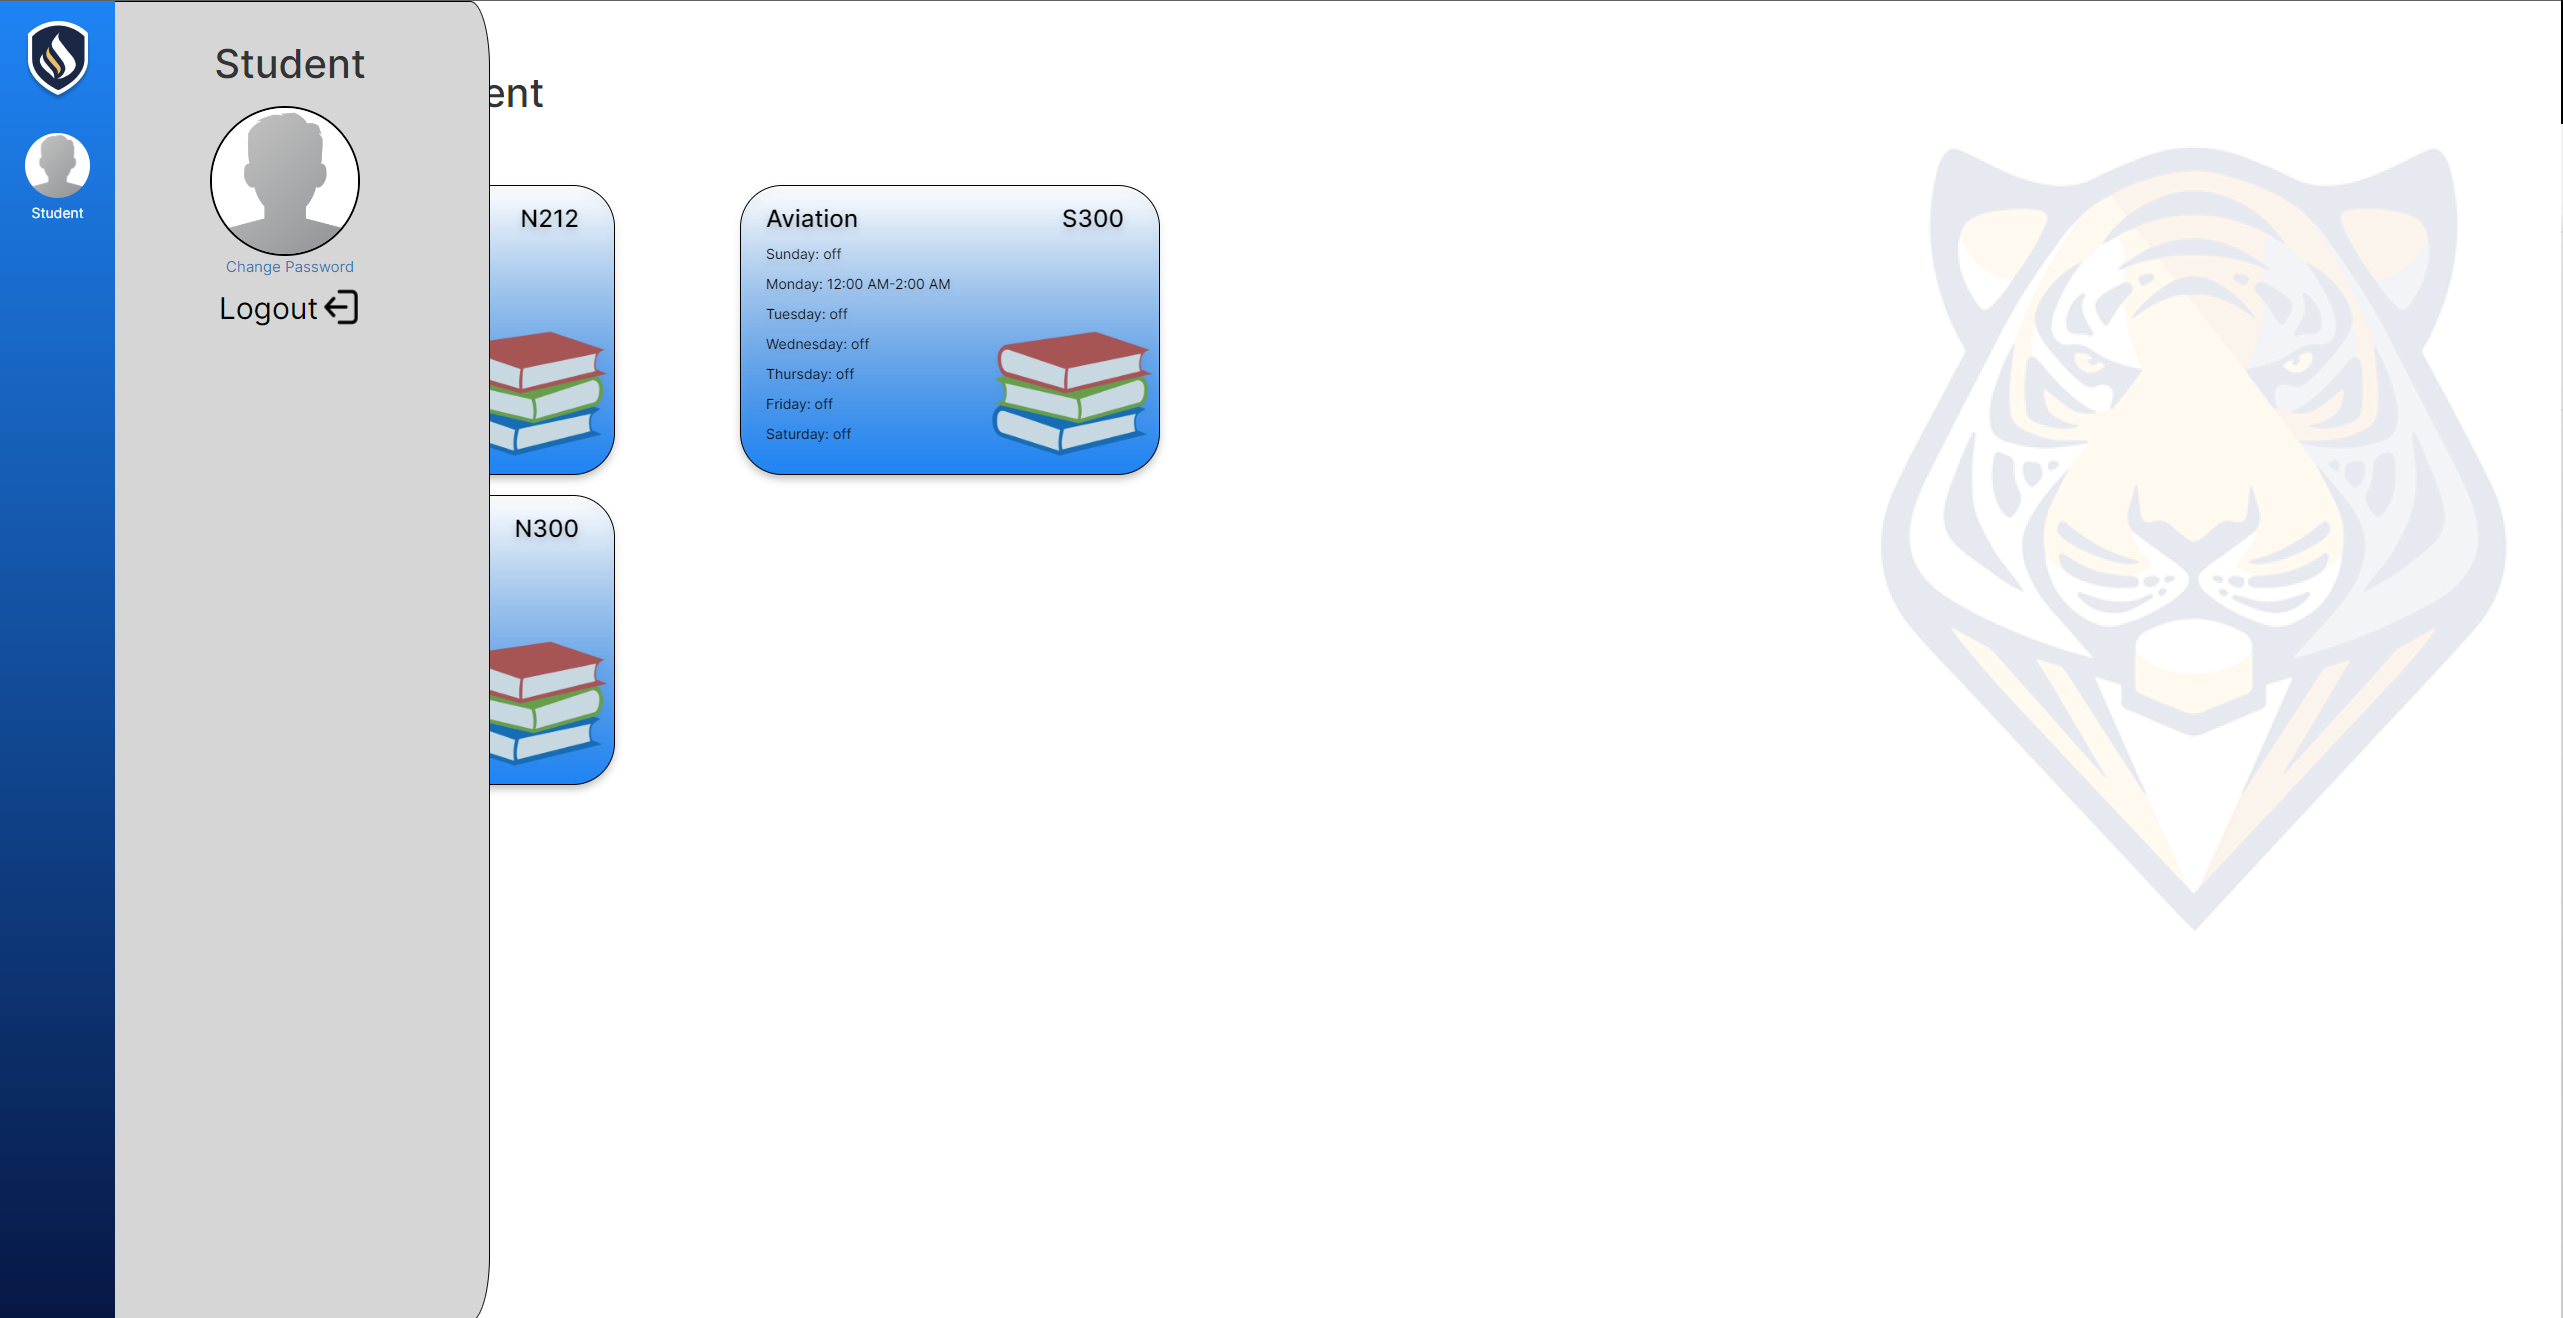 Student
Student
Change Password
Logout
ent
N212
Aviation S300
Sunday: off
Monday: 12:00 AM-2:00 AM
Tuesday: off
Wednesday: off
Thursday: off
Friday: off
Saturday: off
N300